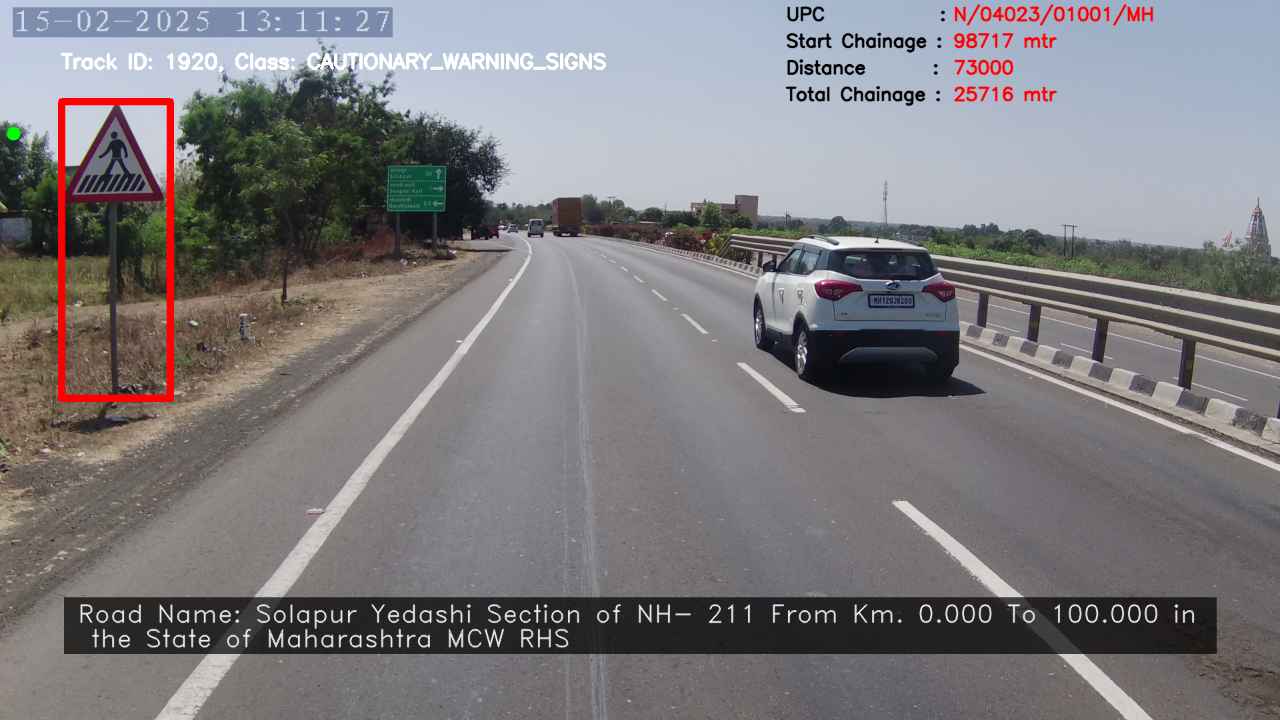 15-02-2025 13:11:27
Track ID: 1920, Class: CAUTIONARY_WARNING_SIGNS
UPC : N/04023/01001/MH
Start Chainage : 98717 mtr
Distance : 73000
Total Chainage : 25716 mtr
Road Name: Solapur Yedashi Section of NH- 211 From Km. 0.000 To 100.000 in
the State of Maharashtra MCW RHS